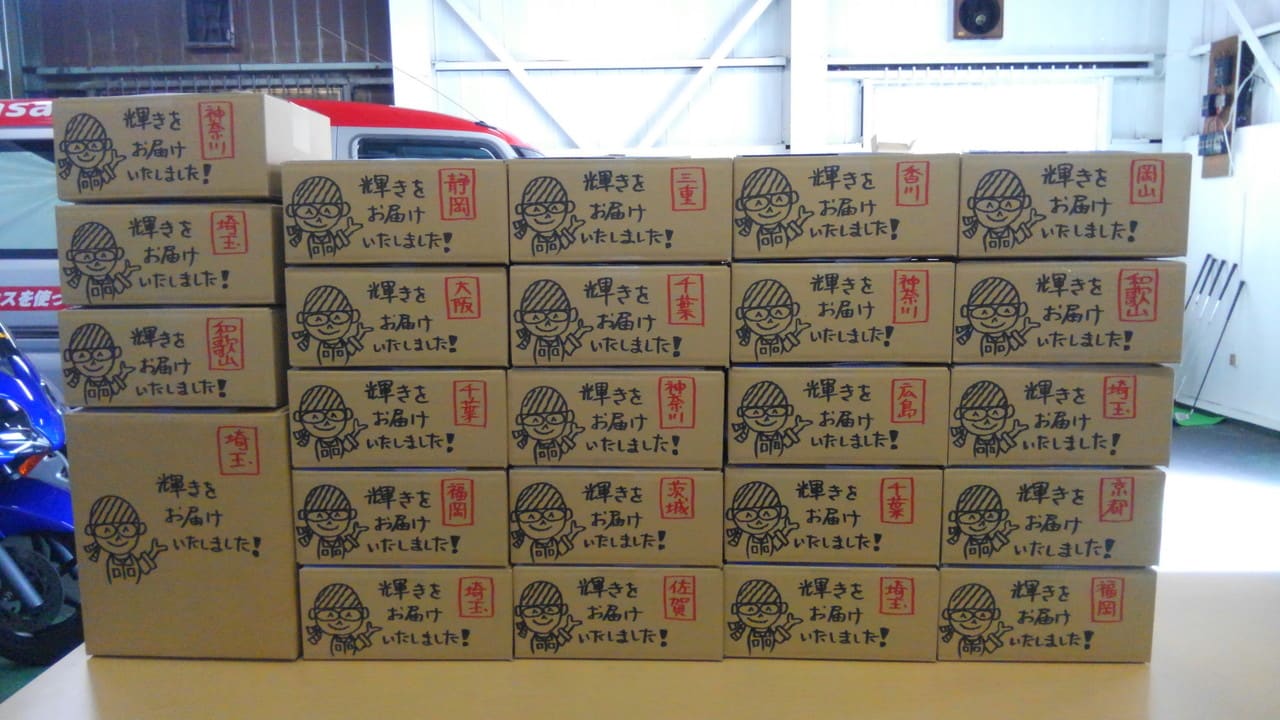 輝きを
お届け
いたしました!
神奈川
輝きを
お届け
いたしました!
埼玉
輝きを
お届け
いたしました!
和歌山
輝きを
お届け
いたしました!
埼玉
輝きを
お届け
いたしました!
静岡
輝きを
お届け
いたしました!
三重
輝きを
お届け
いたしました!
香川
輝きを
お届け
いたしました!
岡山
輝きを
お届け
いたしました!
大阪
輝きを
お届け
いたしました!
千葉
輝きを
お届け
いたしました!
神奈川
輝きを
お届け
いたしました!
和歌山
輝きを
お届け
いたしました!
千葉
輝きを
お届け
いたしました!
神奈川
輝きを
お届け
いたしました!
広島
輝きを
お届け
いたしました!
埼玉
輝きを
お届け
いたしました!
福岡
輝きを
お届け
いたしました!
茨城
輝きを
お届け
いたしました!
千葉
輝きを
お届け
いたしました!
京都
輝きを
お届け
いたしました!
埼玉
輝きを
お届け
いたしました!
佐賀
輝きを
お届け
いたしました!
埼玉
輝きを
お届け
いたしました!
福岡
スを使っ